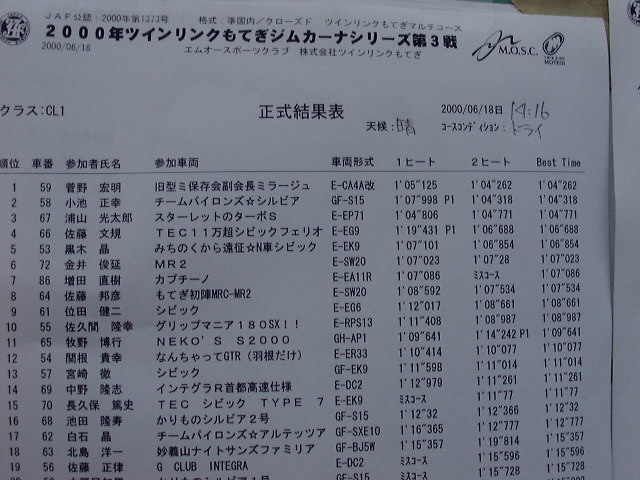 JAF公認：2000年第1373号 格式：準国内／クローズド ツインリンクもてぎマルチコース
2000年ツインリンクもてぎジムカーナシリーズ第3戦
2000/06/18 エムオースポーツクラブ 株式会社ツインリンクもてぎ
M.O.S.C.
MOTEGI
クラス：CL1 正式結果表 2000/06/18日 14:16
天候：晴 コースコンディション：ドライ
順位 車番 参加者氏名 参加車両 車両形式 1ヒート 2ヒート Best Time
1 59 菅野 宏明 旧型ミ保存会副会長ミラージュ E-CA4A改 1'05"125 1'04"262 1'04"262
2 58 小池 正幸 チームパイロンズ☆シルビア GF-S15 1'07"998 P1 1'04"318 1'04"318
3 67 浦山 光太郎 スターレットのターボS E-EP71 1'04"806 1'04"771 1'04"771
4 66 佐藤 文規 TEC11万超シビックフェリオ E-EG9 1'19"431 P1 1'06"688 1'06"688
5 53 黒木 晶 みちのくから遠征☆N車シビック E-EK9 1'07"101 1'06"854 1'06"854
6 72 金井 俊延 MR2 E-SW20 1'07"023 1'07"28 1'07"023
7 86 増田 直樹 カプチーノ E-EA11R 1'07"086 ミスコース 1'07"086
8 64 佐藤 邦彦 もてぎ初陣MRC-MR2 E-SW20 1'08"592 1'07"534 1'07"534
9 61 位田 健二 シビック E-EG6 1'12"017 1'08"661 1'08"661
10 55 佐久間 隆幸 グリップマニア180SX！！ E-RPS13 1'11"408 1'08"987 1'08"987
11 65 牧野 博行 NEKO'S S2000 GH-AP1 1'09"641 1'14"242 P1 1'09"641
12 54 関根 貴幸 なんちゃってGTR（羽根だけ） E-ER33 1'10"414 1'10"077 1'10"077
13 57 宮崎 徹 シビック GF-EK9 1'11"598 1'11"014 1'11"014
14 69 中野 隆志 インテグラR首都高速仕様 E-DC2 1'12"979 1'11"261 1'11"261
15 70 長久保 篤史 TEC シビック TYPE 7 E-EK9 ミスコース 1'11"77 1'11"77
16 68 池田 隆寿 かりものシルビア2号 GF-S15 1'12"32 1'12"366 1'12"32
17 62 白石 晶 チームパイロンズ☆アルテッツア GF-SXE10 1'16"365 1'12"777 1'12"777
18 63 北島 洋一 妙義山ナイトサンズファミリア GF-BJ5W 1'15"357 1'19"814 1'15"357
19 56 佐藤 正律 G CLUB INTEGRA E-DC2 ミスコース 1'15"596 1'15"596
かりものシルビア1号 GF-S15 ミスコース 1'15"728 1'15"728